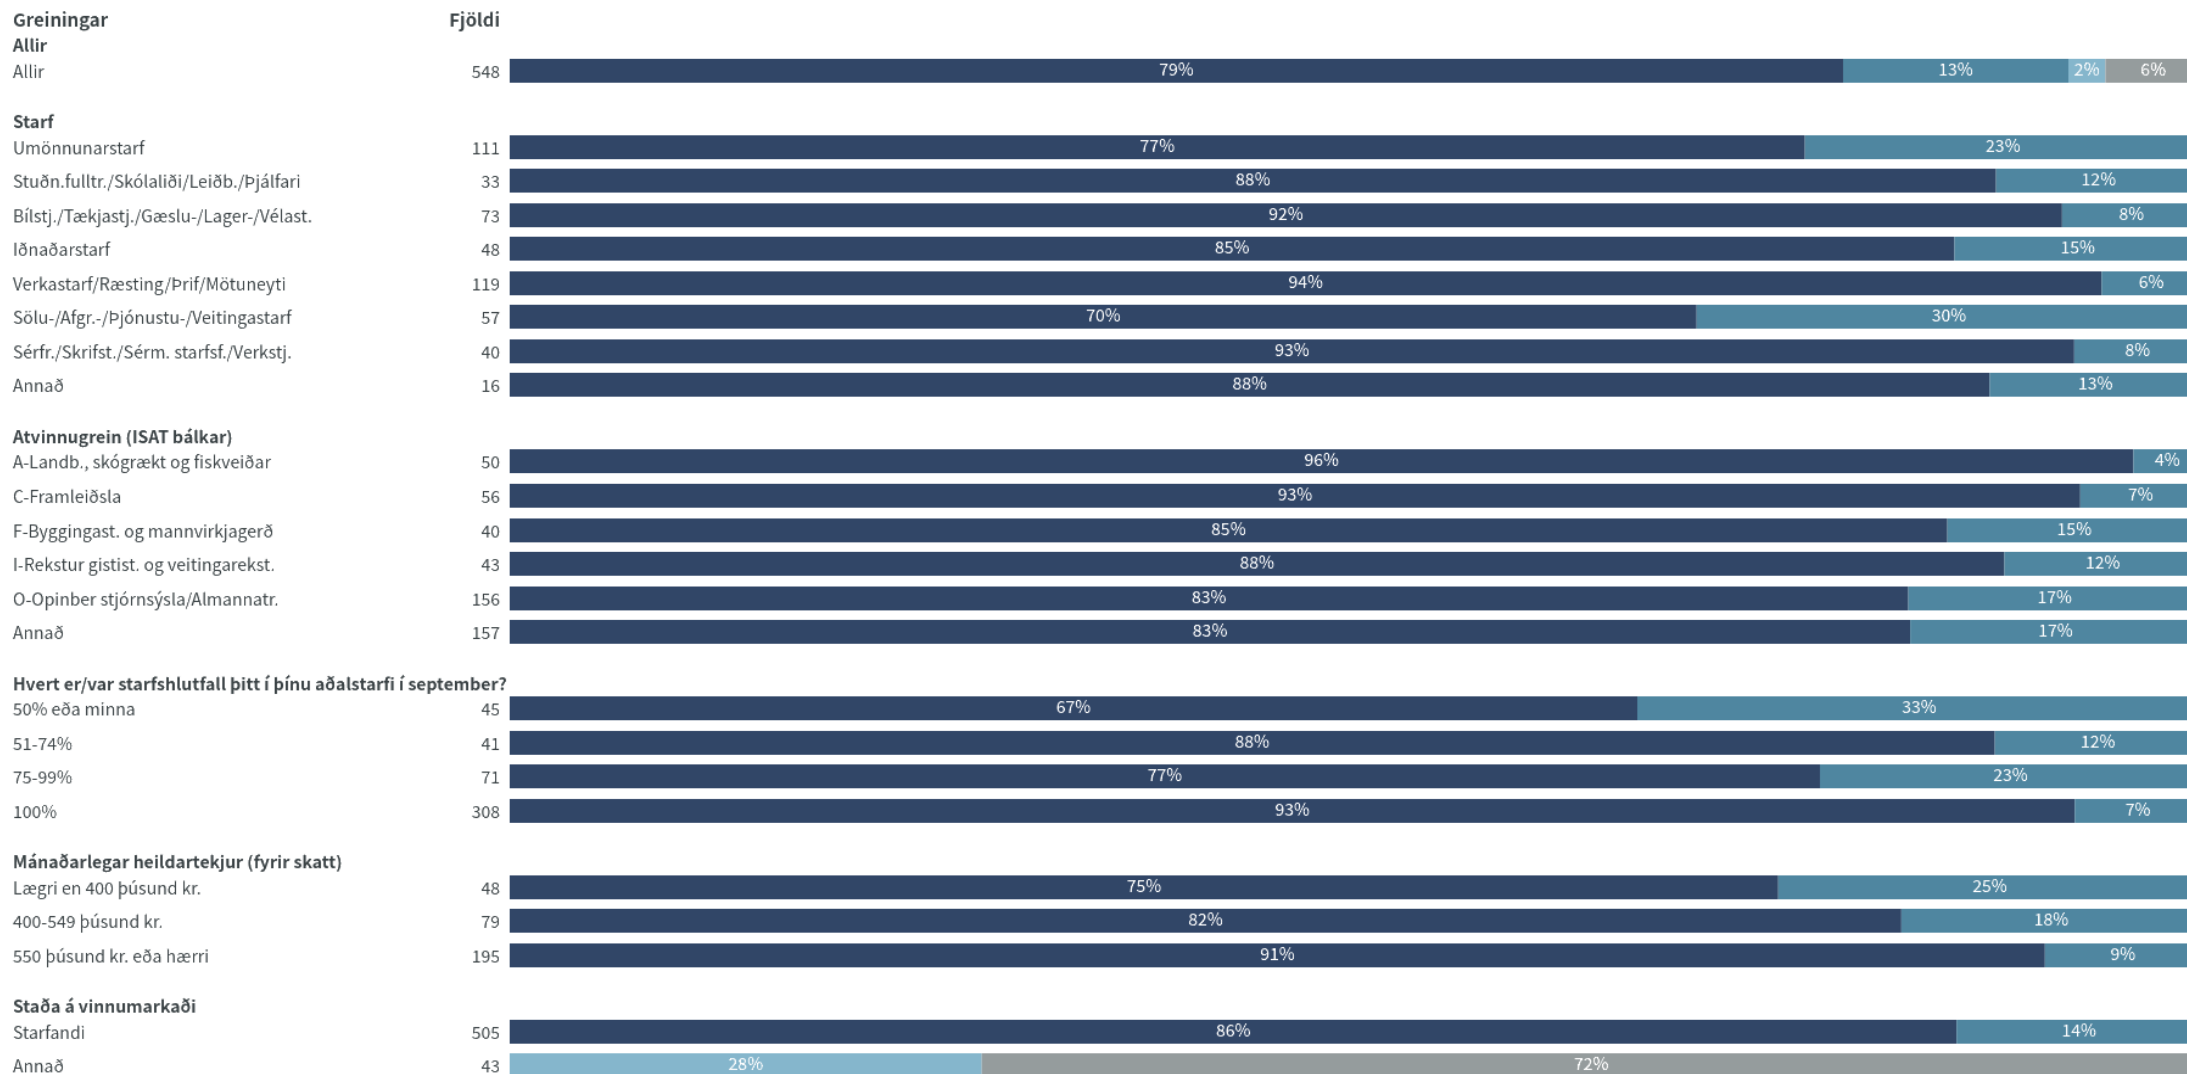 Greiningar Fjöldi
Allir
Allir 548 79% 13% 2% 6%
Starf
Umönnunarstarf 111 77% 23%
Stuðn.fulltr./Skólaliði/Leiðb./Þjálfari 33 88% 12%
Bílstj./Tækjastj./Gæslu-/Lager-/Vélast. 73 92% 8%
Iðnaðarstarf 48 85% 15%
Verkastarf/Ræsting/Þrif/Mötuneyti 119 94% 6%
Sölu-/Afgr.-/Þjónustu-/Veitingastarf 57 70% 30%
Sérfr./Skrifst./Sérm. starfsf./Verkstj. 40 93% 8%
Annað 16 88% 13%
Atvinnugrein (ISAT bálkar)
A-Landb., skógrækt og fiskveiðar 50 96% 4%
C-Framleiðsla 56 93% 7%
F-Byggingast. og mannvirkjagerð 40 85% 15%
I-Rekstur gistist. og veitingarekst. 43 88% 12%
O-Opinber stjórnsýsla/Almannatr. 156 83% 17%
Annað 157 83% 17%
Hvert er/var starfshlutfall þitt í þínu aðalstarfi í september?
50% eða minna 45 67% 33%
51-74% 41 88% 12%
75-99% 71 77% 23%
100% 308 93% 7%
Mánaðarlegar heildartekjur (fyrir skatt)
Lægri en 400 þúsund kr. 48 75% 25%
400-549 þúsund kr. 79 82% 18%
550 þúsund kr. eða hærri 195 91% 9%
Staða á vinnumarkaði
Starfandi 505 86% 14%
Annað 43 28% 72%